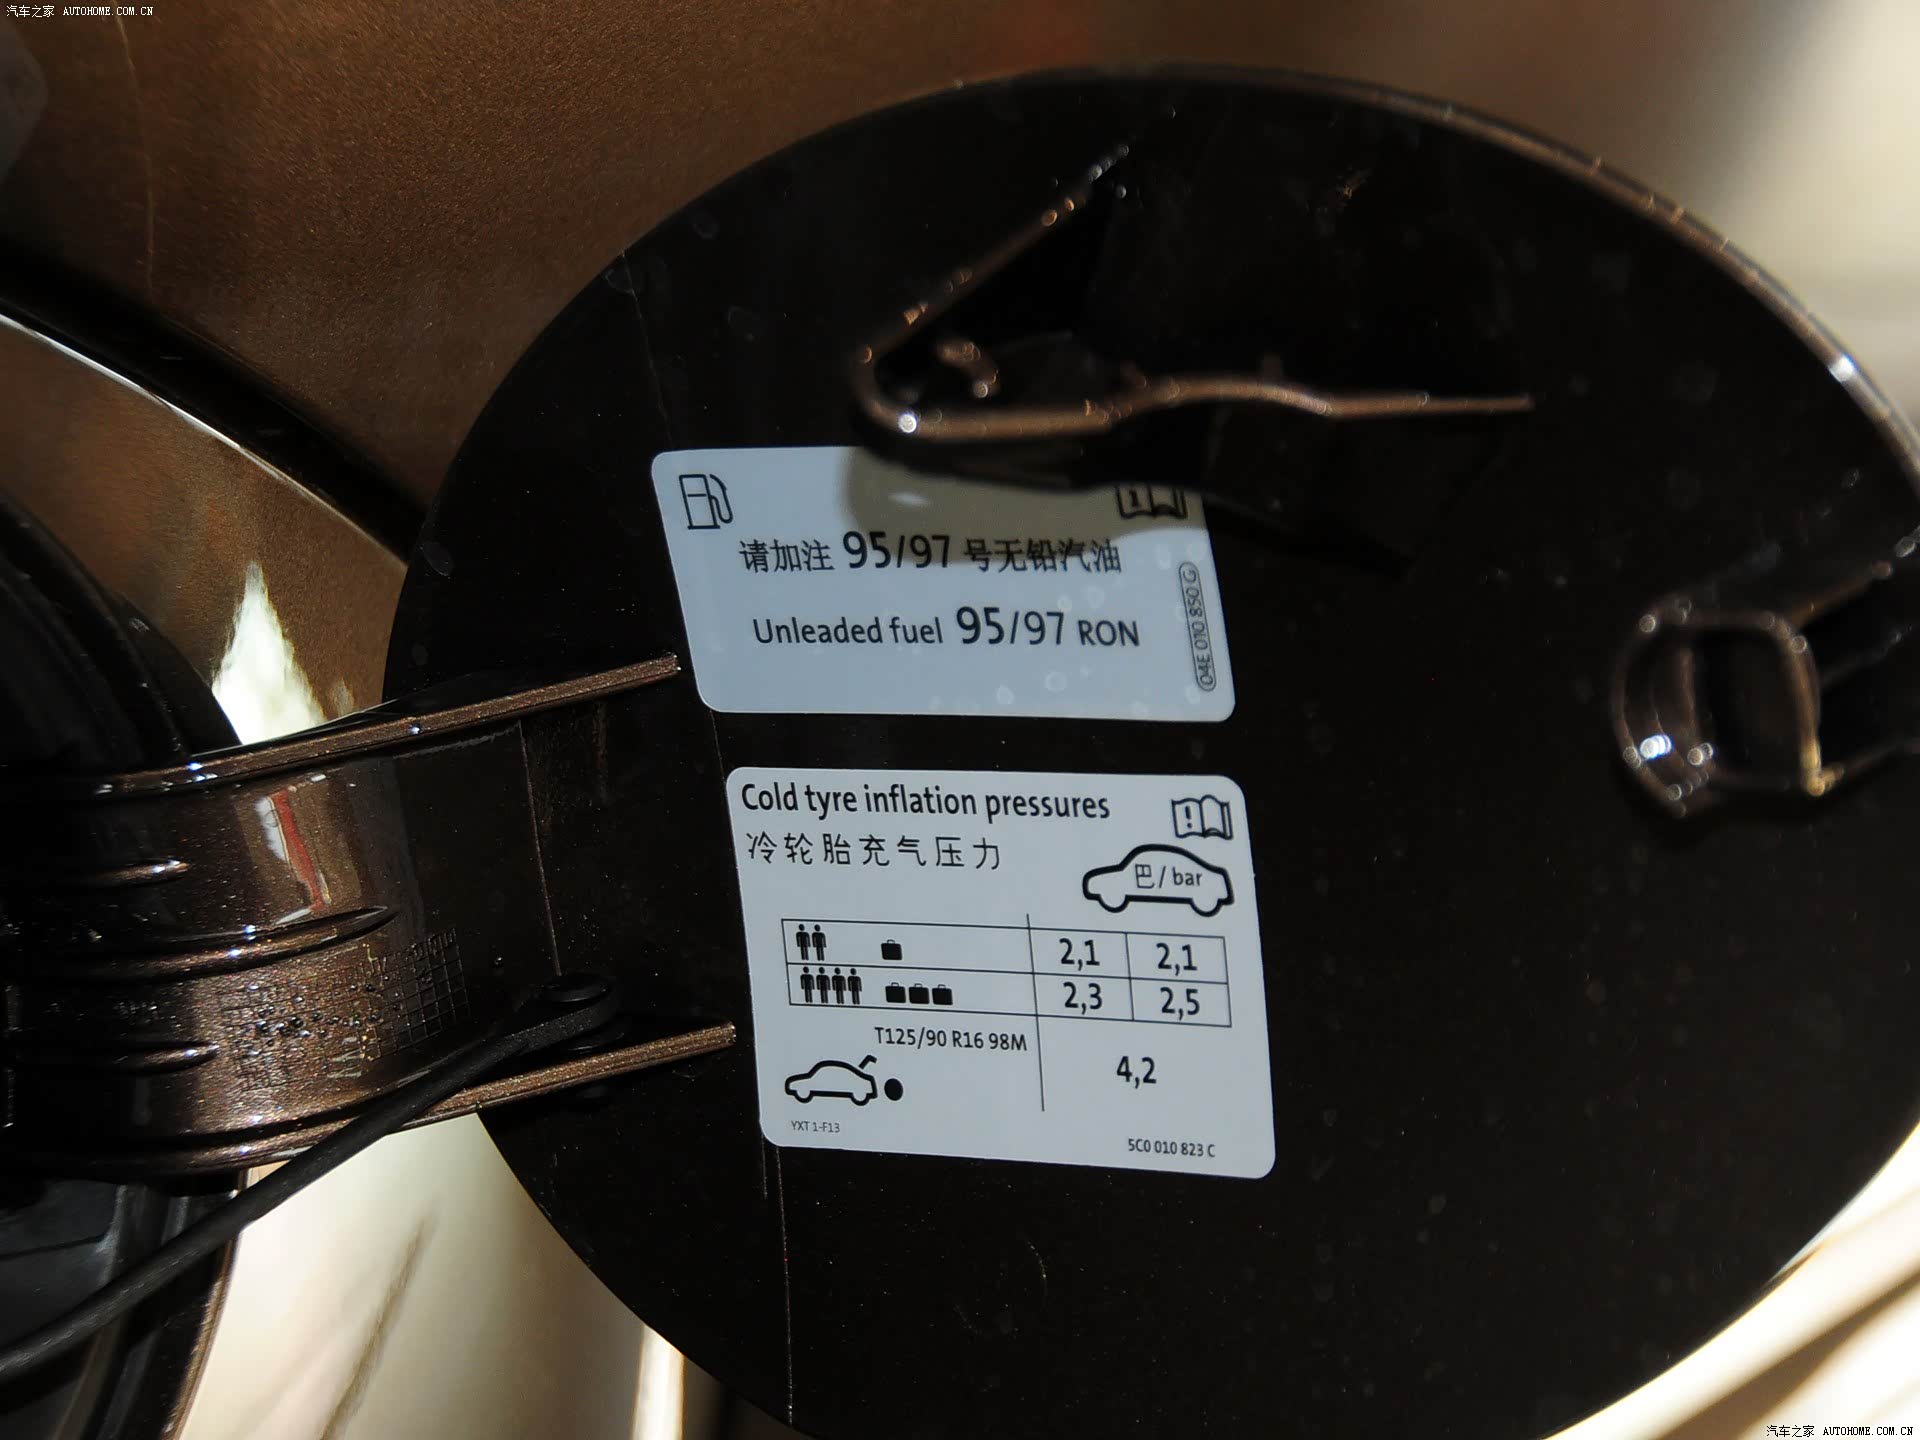 汽车之家 AUTOHOME.COM.CN
请加注 95/97 号无铅汽油
Unleaded fuel 95/97 RON
04E 010 850 G
Cold tyre inflation pressures
冷轮胎充气压力
巴/bar
2,1 2,1
2,3 2,5
T125/90 R16 98M
4,2
YXT 1-F13
5C0 010 823 C
汽车之家 AUTOHOME.COM.CN